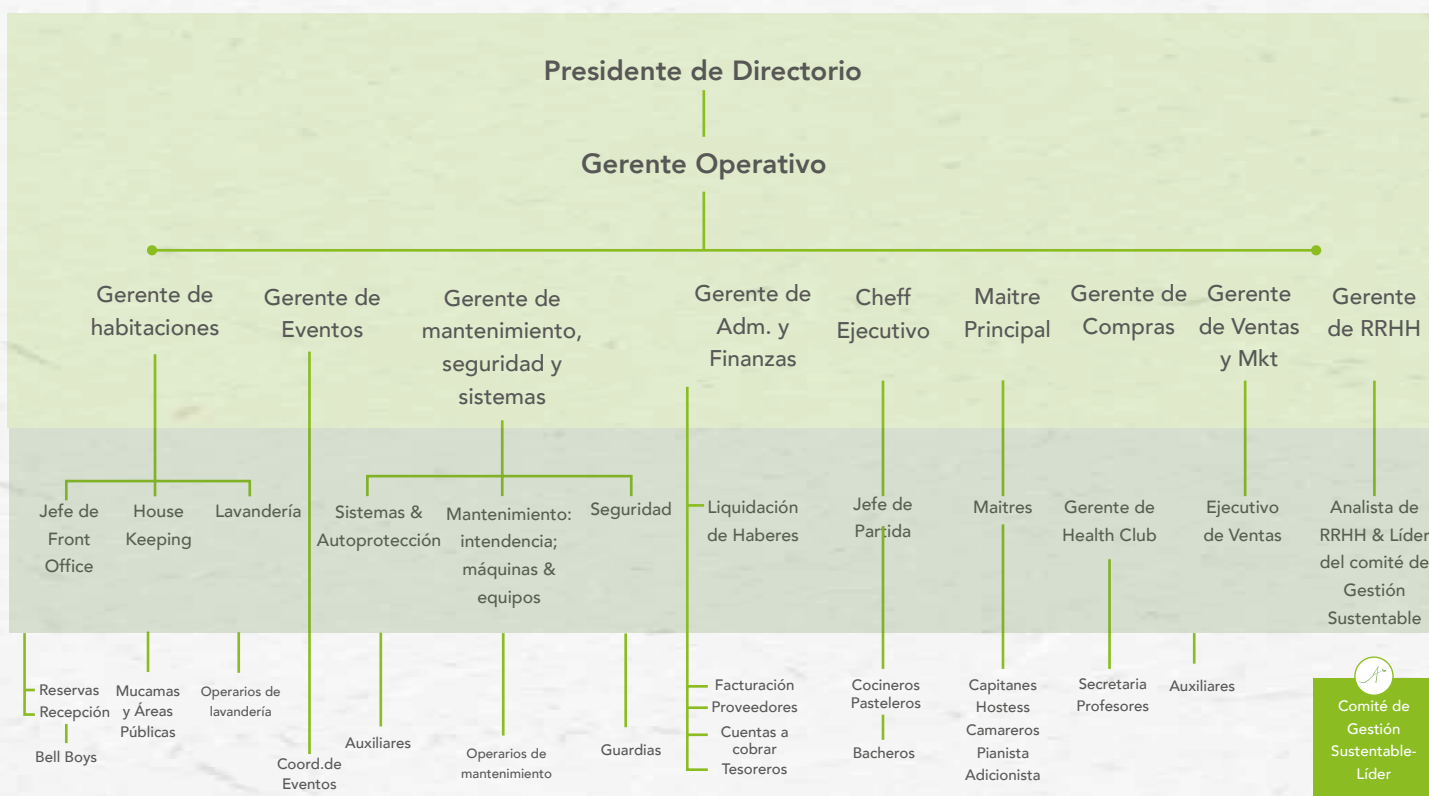 Presidente de Directorio
Gerente Operativo
Gerente de
habitaciones
Gerente de
Eventos
Gerente de
mantenimiento,
seguridad y
sistemas
Gerente de
Adm. y
Finanzas
Cheff
Ejecutivo
Maitre
Principal
Gerente de
Compras
Gerente
de Ventas
y Mkt
Gerente
de RRHH
Jefe de
Front
Office
House
Keeping
Lavandería
Sistemas &
Autoprotección
Mantenimiento:
intendencia;
máquinas &
equipos
Seguridad
Liquidación
de Haberes
Jefe de
Partida
Maitres
Gerente de
Health Club
Ejecutivo
de Ventas
Analista de
RRHH & Líder
del comité de
Gestión
Sustentable
Reservas
Recepción
Bell Boys
Mucamas
y Áreas
Públicas
Operarios de
lavandería
Coord.de
Eventos
Auxiliares
Operarios de
mantenimiento
Guardias
Facturación
Proveedores
Cuentas a
cobrar
Tesoreros
Cocineros
Pasteleros
Bacheros
Capitanes
Hostess
Camareros
Pianista
Adicionista
Secretaria
Profesores
Auxiliares
Comité de
Gestión
Sustentable-
Líder